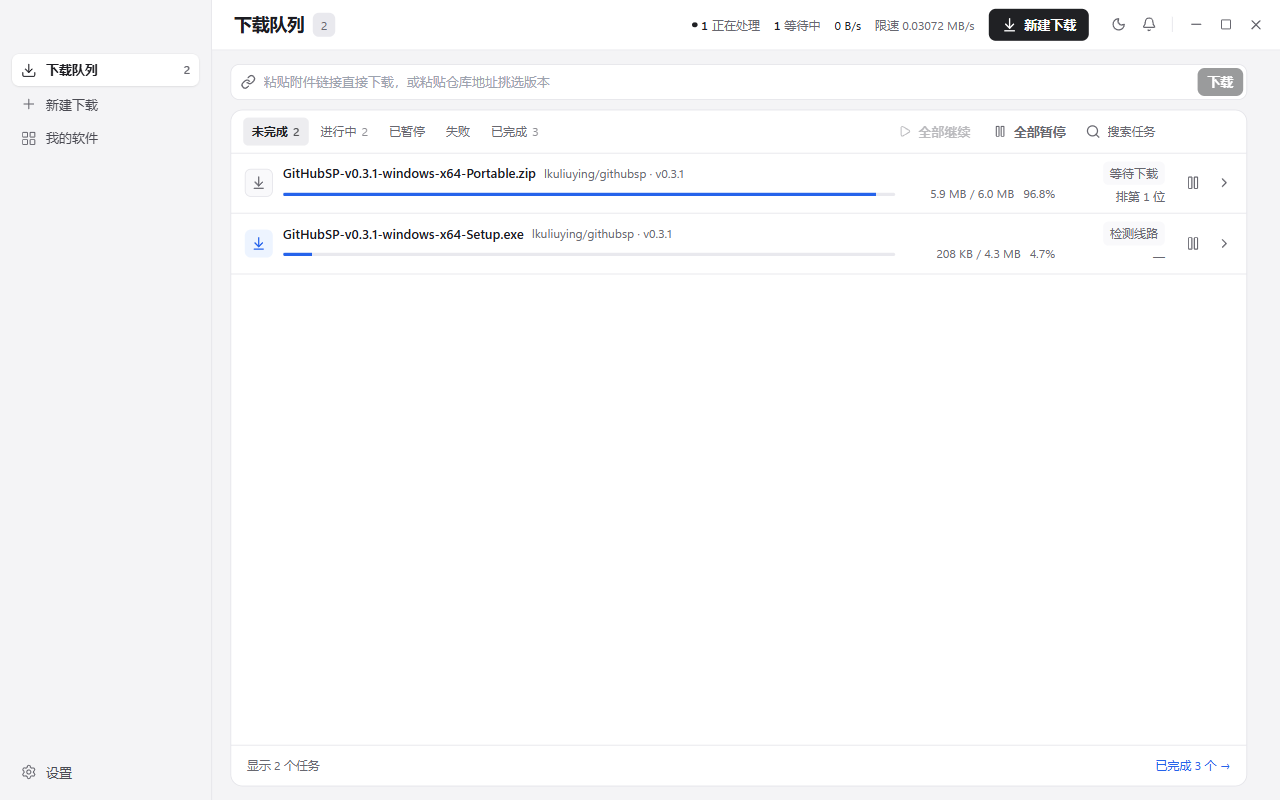 下载队列 2
1 正在处理 1 等待中 0 B/s 限速 0.03072 MB/s
新建下载
下载队列 2
新建下载
我的软件
设置
粘贴附件链接直接下载，或粘贴仓库地址挑选版本
下载
未完成 2 进行中 2 已暂停 失败 已完成 3
全部继续 全部暂停 搜索任务
GitHubSP-v0.3.1-windows-x64-Portable.zip lkuliuying/githubsp · v0.3.1
5.9 MB / 6.0 MB 96.8%
等待下载
排第 1 位
GitHubSP-v0.3.1-windows-x64-Setup.exe lkuliuying/githubsp · v0.3.1
208 KB / 4.3 MB 4.7%
检测线路
—
显示 2 个任务
已完成 3 个 →